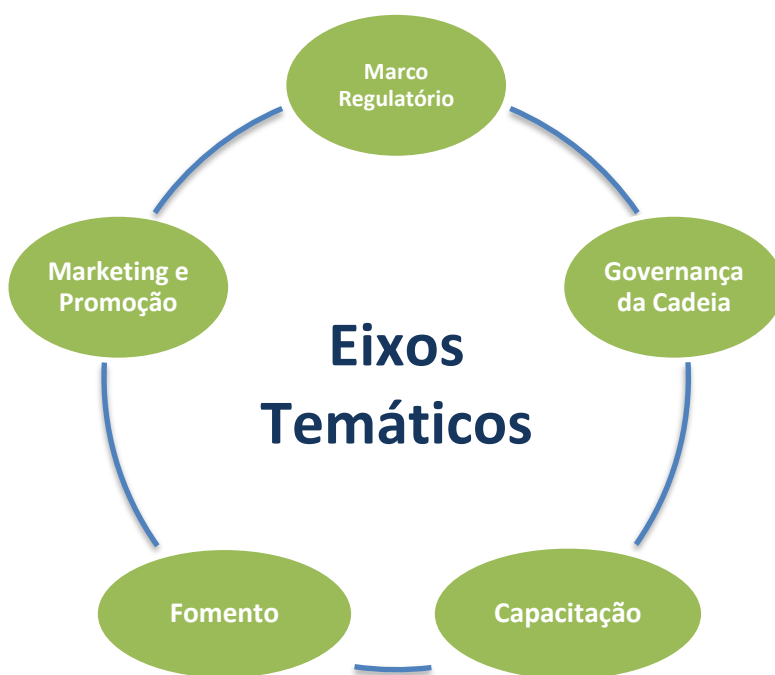 Marco
Regulatório
Governança
da Cadeia
Capacitação
Fomento
Marketing e
Promoção
Eixos
Temáticos